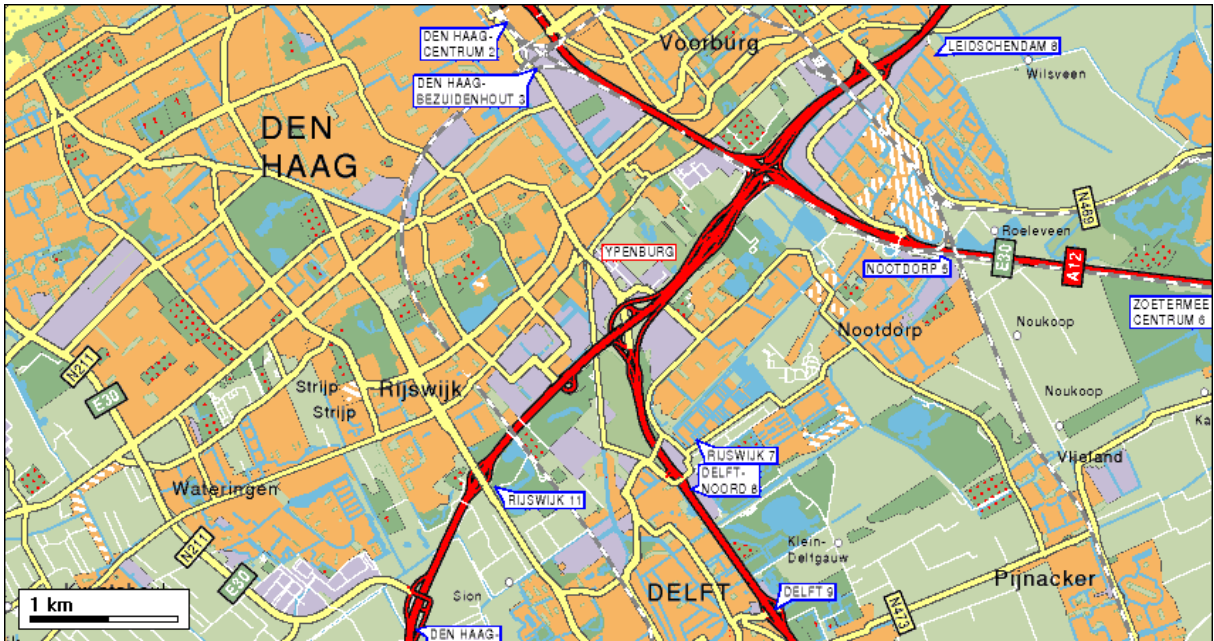 DEN HAAG-
CENTRUM 2
Voorburg
LEIDSCHENDAM 8
Wilsveen
DEN HAAG-
BEZUIDENHOUT 3
DEN
HAAG
N469
Roeleveen
YPENBURG
E30
A12
NOOTDORP 5
ZOETERMEE
CENTRUM 6
Noukoop
Nootdorp
N211
E30
Strijp
Strijp
Rijswijk
Noukoop
Ka
RIJSWIJK 7
DELFT-
NOORD 8
Vlieland
Wateringen
RIJSWIJK 11
N211
E30
Klein-
Delfgauw
Pijnacker
Sion
DELFT
DELFT 9
N473
1 km
DEN HAAG-